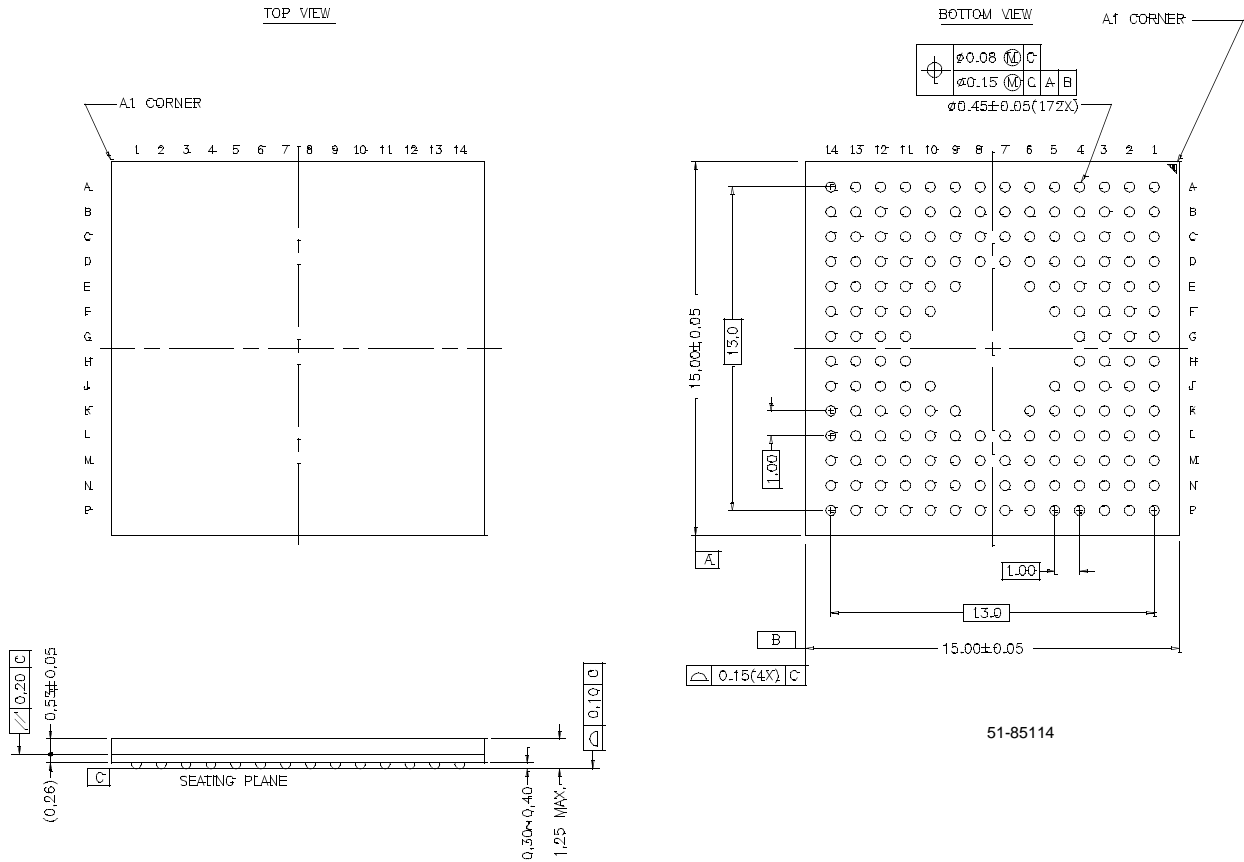 TOP VIEW
BOTTOM VIEW
A1 CORNER
ø0.08 Ⓜ C
ø0.15 Ⓜ C A B
ø0.45±0.05(172X)
A1 CORNER
1 2 3 4 5 6 7 8 9 10 11 12 13 14
14 13 12 11 10 9 8 7 6 5 4 3 2 1
A
B
C
D
E
F
G
H
J
K
L
M
N
P
A
B
C
D
E
F
G
H
J
K
L
M
N
P
15.00±0.05
13.0
1.00
A
1.00
13.0
B
15.00±0.05
0.15(4X) C
51-85114
// 0.20 C
0.53±0.05
(0.26)
C
SEATING PLANE
0.30~0.40
1.25 MAX.
0.10 C